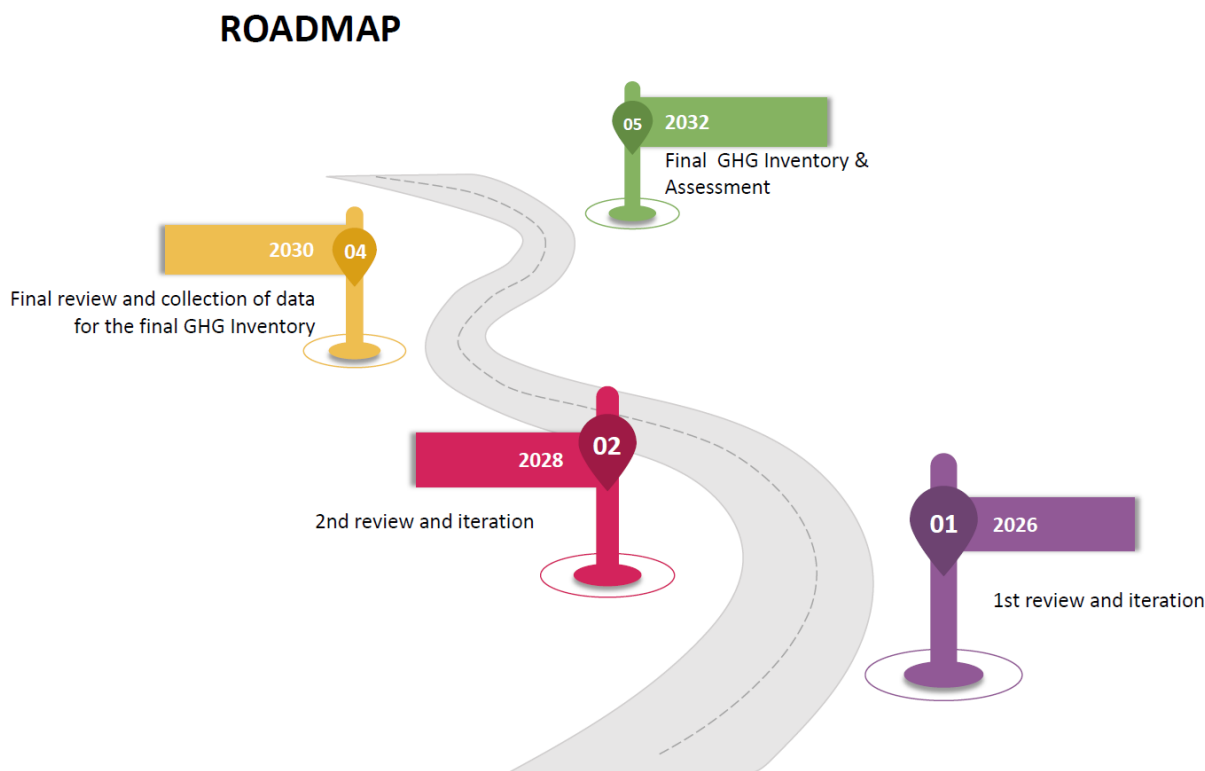 ROADMAP
05
2032
Final GHG Inventory &
Assessment
2030
04
Final review and collection of data
for the final GHG Inventory
2028
02
2nd review and iteration
01
2026
1st review and iteration